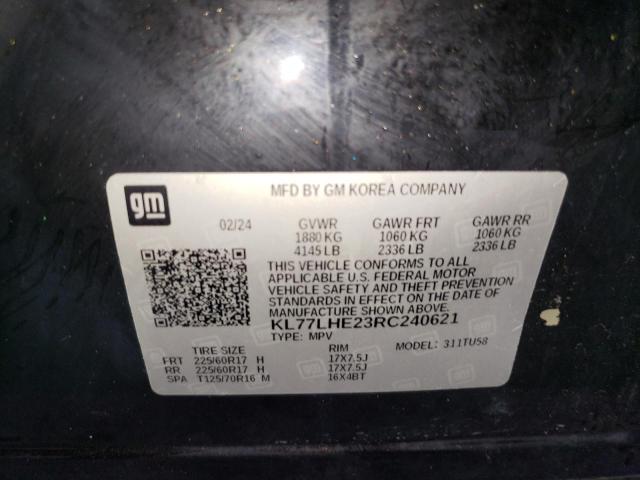 gm
MFD BY GM KOREA COMPANY
02/24 GVWR GAWR FRT GAWR RR
1880 KG 1060 KG 1060 KG
4145 LB 2336 LB 2336 LB
THIS VEHICLE CONFORMS TO ALL
APPLICABLE U.S. FEDERAL MOTOR
VEHICLE SAFETY AND THEFT PREVENTION
STANDARDS IN EFFECT ON THE DATE OF
MANUFACTURE SHOWN ABOVE.
KL77LHE23RC240621
TYPE: MPV MODEL: 311TU58
TIRE SIZE RIM
FRT 225/60R17 H 17X7.5J
RR 225/60R17 H 17X7.5J
SPA T125/70R16 M 16X4BT